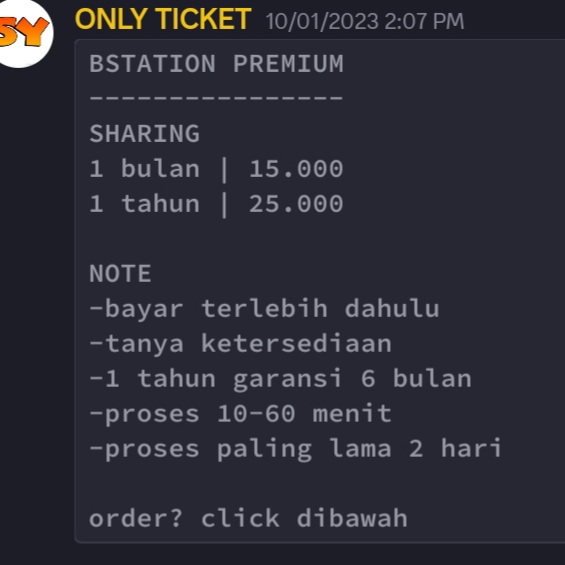 SY
ONLY TICKET 10/01/2023 2:07 PM
BSTATION PREMIUM
----------------
SHARING
1 bulan | 15.000
1 tahun | 25.000
NOTE
-bayar terlebih dahulu
-tanya ketersediaan
-1 tahun garansi 6 bulan
-proses 10-60 menit
-proses paling lama 2 hari
order? click dibawah